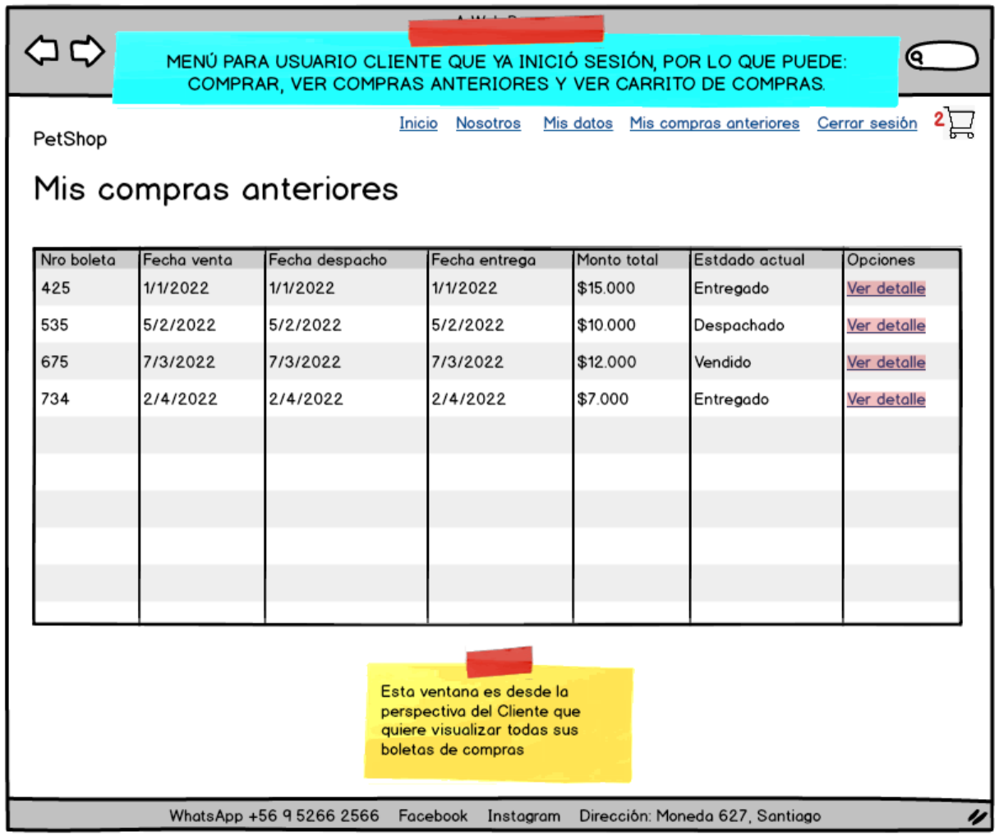 MENÚ PARA USUARIO CLIENTE QUE YA INICIÓ SESIÓN, POR LO QUE PUEDE:
COMPRAR, VER COMPRAS ANTERIORES Y VER CARRITO DE COMPRAS.
PetShop
Inicio Nosotros Mis datos Mis compras anteriores Cerrar sesión 2
Mis compras anteriores
Nro boleta Fecha venta Fecha despacho Fecha entrega Monto total Estdado actual Opciones
425 1/1/2022 1/1/2022 1/1/2022 $15.000 Entregado Ver detalle
535 5/2/2022 5/2/2022 5/2/2022 $10.000 Despachado Ver detalle
675 7/3/2022 7/3/2022 7/3/2022 $12.000 Vendido Ver detalle
734 2/4/2022 2/4/2022 2/4/2022 $7.000 Entregado Ver detalle
Esta ventana es desde la
perspectiva del Cliente que
quiere visualizar todas sus
boletas de compras
WhatsApp +56 9 5266 2566 Facebook Instagram Dirección: Moneda 627, Santiago